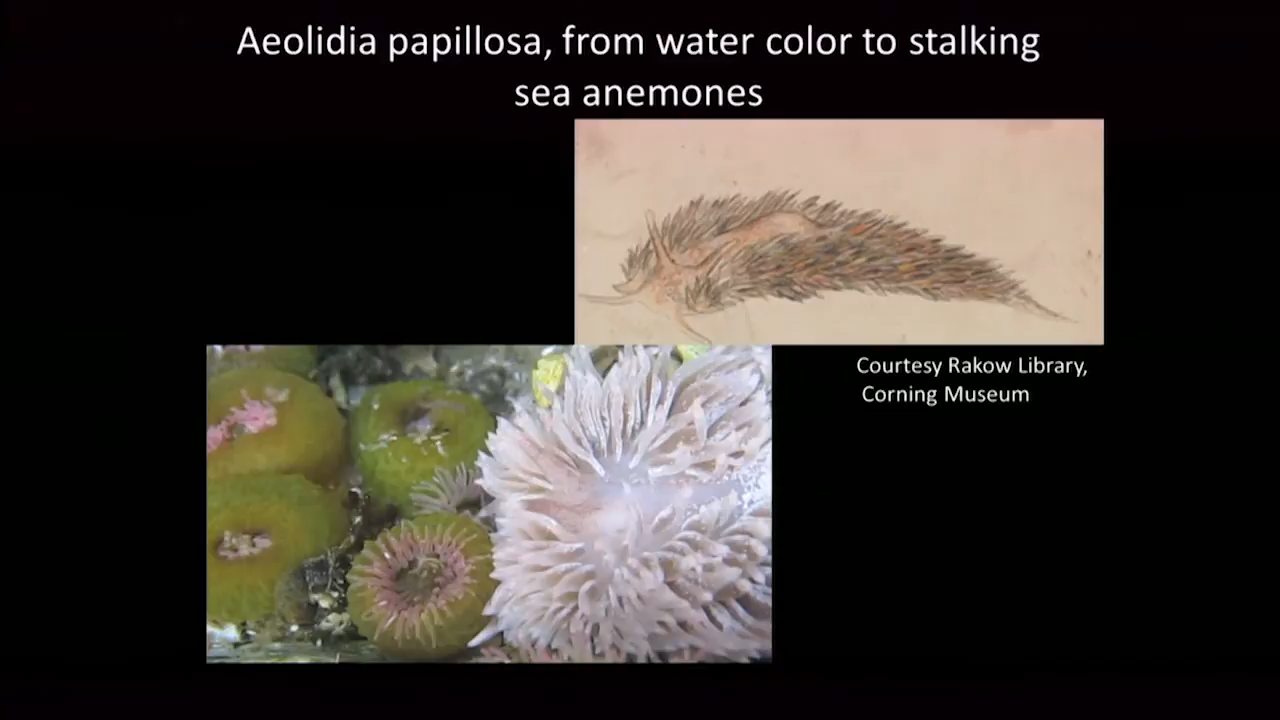 Aeolidia papillosa, from water color to stalking
sea anemones
Courtesy Rakow Library,
Corning Museum